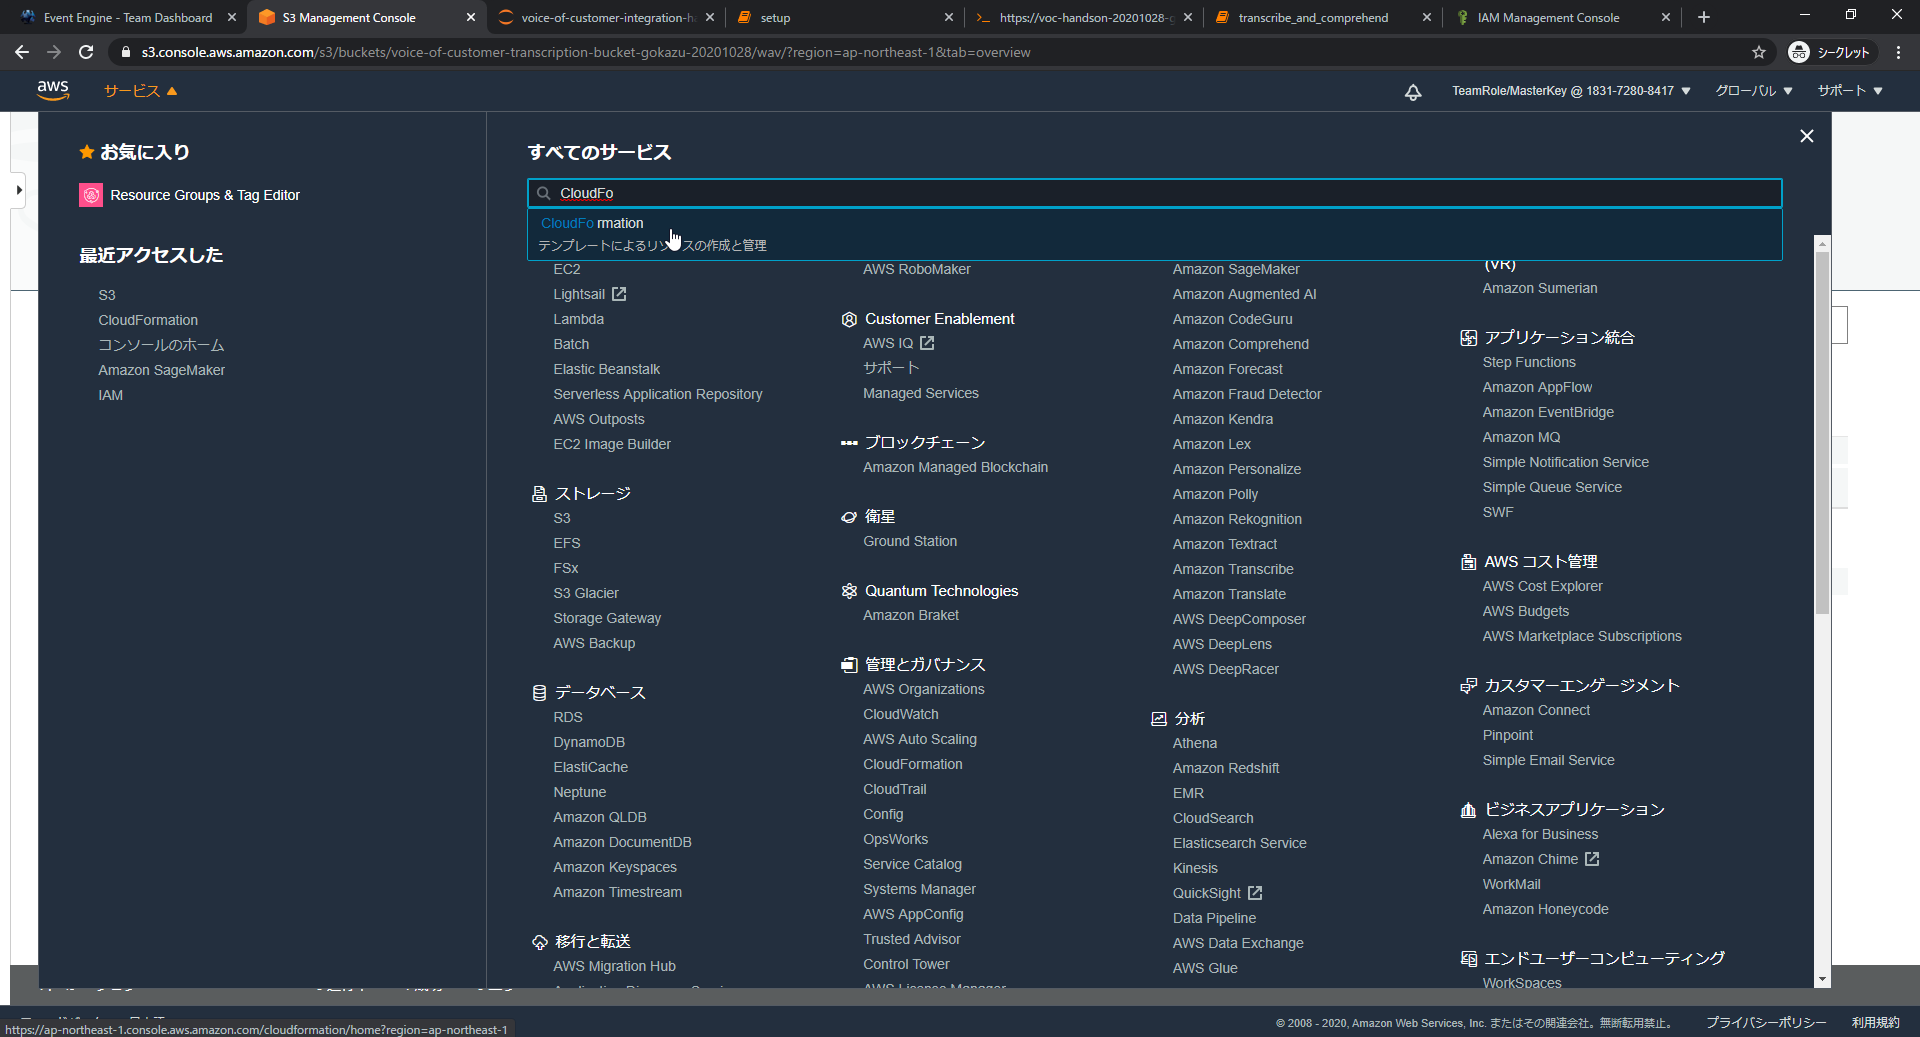 Event Engine - Team Dashboard
S3 Management Console
voice-of-customer-integration-ha
setup
https://voc-handson-20201028-g
transcribe_and_comprehend
IAM Management Console
s3.console.aws.amazon.com/s3/buckets/voice-of-customer-transcription-bucket-gokazu-20201028/wav/?region=ap-northeast-1&tab=overview
シークレット
aws
サービス
TeamRole/MasterKey @ 1831-7280-8417
グローバル
サポート
お気に入り
Resource Groups & Tag Editor
最近アクセスした
S3
CloudFormation
コンソールのホーム
Amazon SageMaker
IAM
すべてのサービス
CloudFo
CloudFormation
テンプレートによるリソースの作成と管理
EC2
Lightsail
Lambda
Batch
Elastic Beanstalk
Serverless Application Repository
AWS Outposts
EC2 Image Builder
ストレージ
S3
EFS
FSx
S3 Glacier
Storage Gateway
AWS Backup
データベース
RDS
DynamoDB
ElastiCache
Neptune
Amazon QLDB
Amazon DocumentDB
Amazon Keyspaces
Amazon Timestream
移行と転送
AWS Migration Hub
AWS RoboMaker
Customer Enablement
AWS IQ
サポート
Managed Services
ブロックチェーン
Amazon Managed Blockchain
衛星
Ground Station
Quantum Technologies
Amazon Braket
管理とガバナンス
AWS Organizations
CloudWatch
AWS Auto Scaling
CloudFormation
CloudTrail
Config
OpsWorks
Service Catalog
Systems Manager
AWS AppConfig
Trusted Advisor
Control Tower
AWS License Manager
Amazon SageMaker
Amazon Augmented AI
Amazon CodeGuru
Amazon Comprehend
Amazon Forecast
Amazon Fraud Detector
Amazon Kendra
Amazon Lex
Amazon Personalize
Amazon Polly
Amazon Rekognition
Amazon Textract
Amazon Transcribe
Amazon Translate
AWS DeepComposer
AWS DeepLens
AWS DeepRacer
分析
Athena
Amazon Redshift
EMR
CloudSearch
Elasticsearch Service
Kinesis
QuickSight
Data Pipeline
AWS Data Exchange
AWS Glue
(VR)
Amazon Sumerian
アプリケーション統合
Step Functions
Amazon AppFlow
Amazon EventBridge
Amazon MQ
Simple Notification Service
Simple Queue Service
SWF
AWS コスト管理
AWS Cost Explorer
AWS Budgets
AWS Marketplace Subscriptions
カスタマーエンゲージメント
Amazon Connect
Pinpoint
Simple Email Service
ビジネスアプリケーション
Alexa for Business
Amazon Chime
WorkMail
Amazon Honeycode
エンドユーザーコンピューティング
WorkSpaces
https://ap-northeast-1.console.aws.amazon.com/cloudformation/home?region=ap-northeast-1
© 2008 - 2020, Amazon Web Services, Inc. またはその関連会社。無断転用禁止。
プライバシーポリシー
利用規約